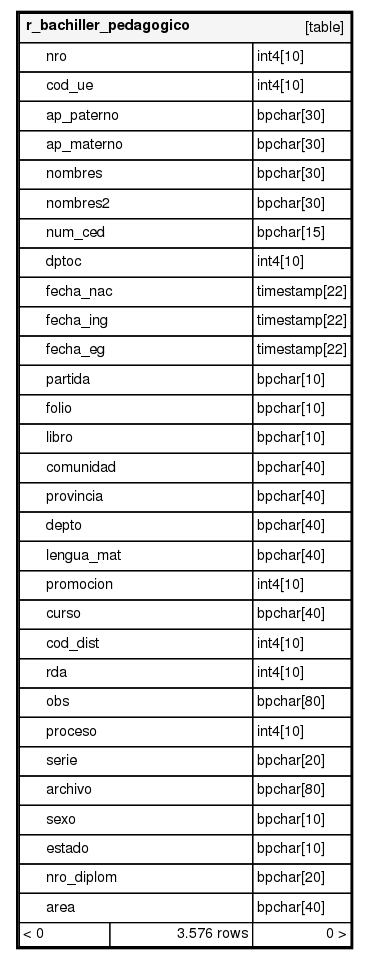 r_bachiller_pedagogico [table]
nro int4[10]
cod_ue int4[10]
ap_paterno bpchar[30]
ap_materno bpchar[30]
nombres bpchar[30]
nombres2 bpchar[30]
num_ced bpchar[15]
dptoc int4[10]
fecha_nac timestamp[22]
fecha_ing timestamp[22]
fecha_eg timestamp[22]
partida bpchar[10]
folio bpchar[10]
libro bpchar[10]
comunidad bpchar[40]
provincia bpchar[40]
depto bpchar[40]
lengua_mat bpchar[40]
promocion int4[10]
curso bpchar[40]
cod_dist int4[10]
rda int4[10]
obs bpchar[80]
proceso int4[10]
serie bpchar[20]
archivo bpchar[80]
sexo bpchar[10]
estado bpchar[10]
nro_diplom bpchar[20]
area bpchar[40]
< 0 3.576 rows 0 >